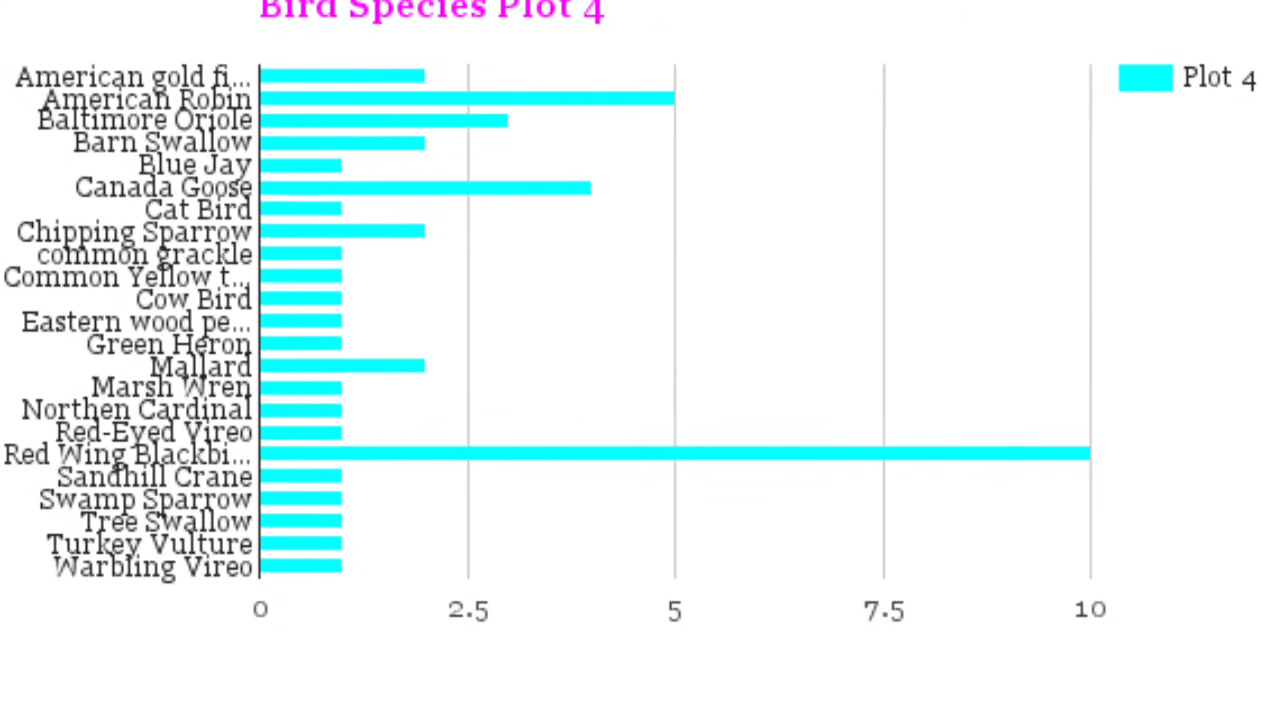 Bird Species Plot 4
Plot 4
American gold fi...
American Robin
Baltimore Oriole
Barn Swallow
Blue Jay
Canada Goose
Cat Bird
Chipping Sparrow
common grackle
Common Yellow t...
Cow Bird
Eastern wood pe...
Green Heron
Mallard
Marsh Wren
Northen Cardinal
Red-Eyed Vireo
Red Wing Blackbi...
Sandhill Crane
Swamp Sparrow
Tree Swallow
Turkey Vulture
Warbling Vireo
0 2.5 5 7.5 10